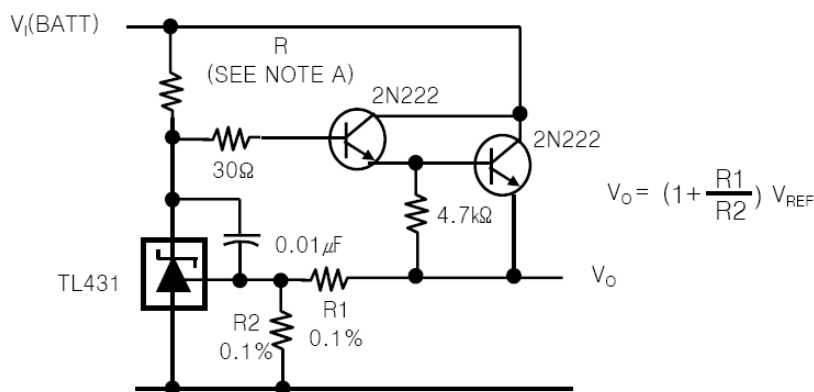 V_I(BATT)
R
(SEE NOTE A)
2N222
2N222
30Ω
4.7kΩ
V_O = (1+ R1/R2) V_REF
0.01μF
TL431
V_O
R1
0.1%
R2
0.1%